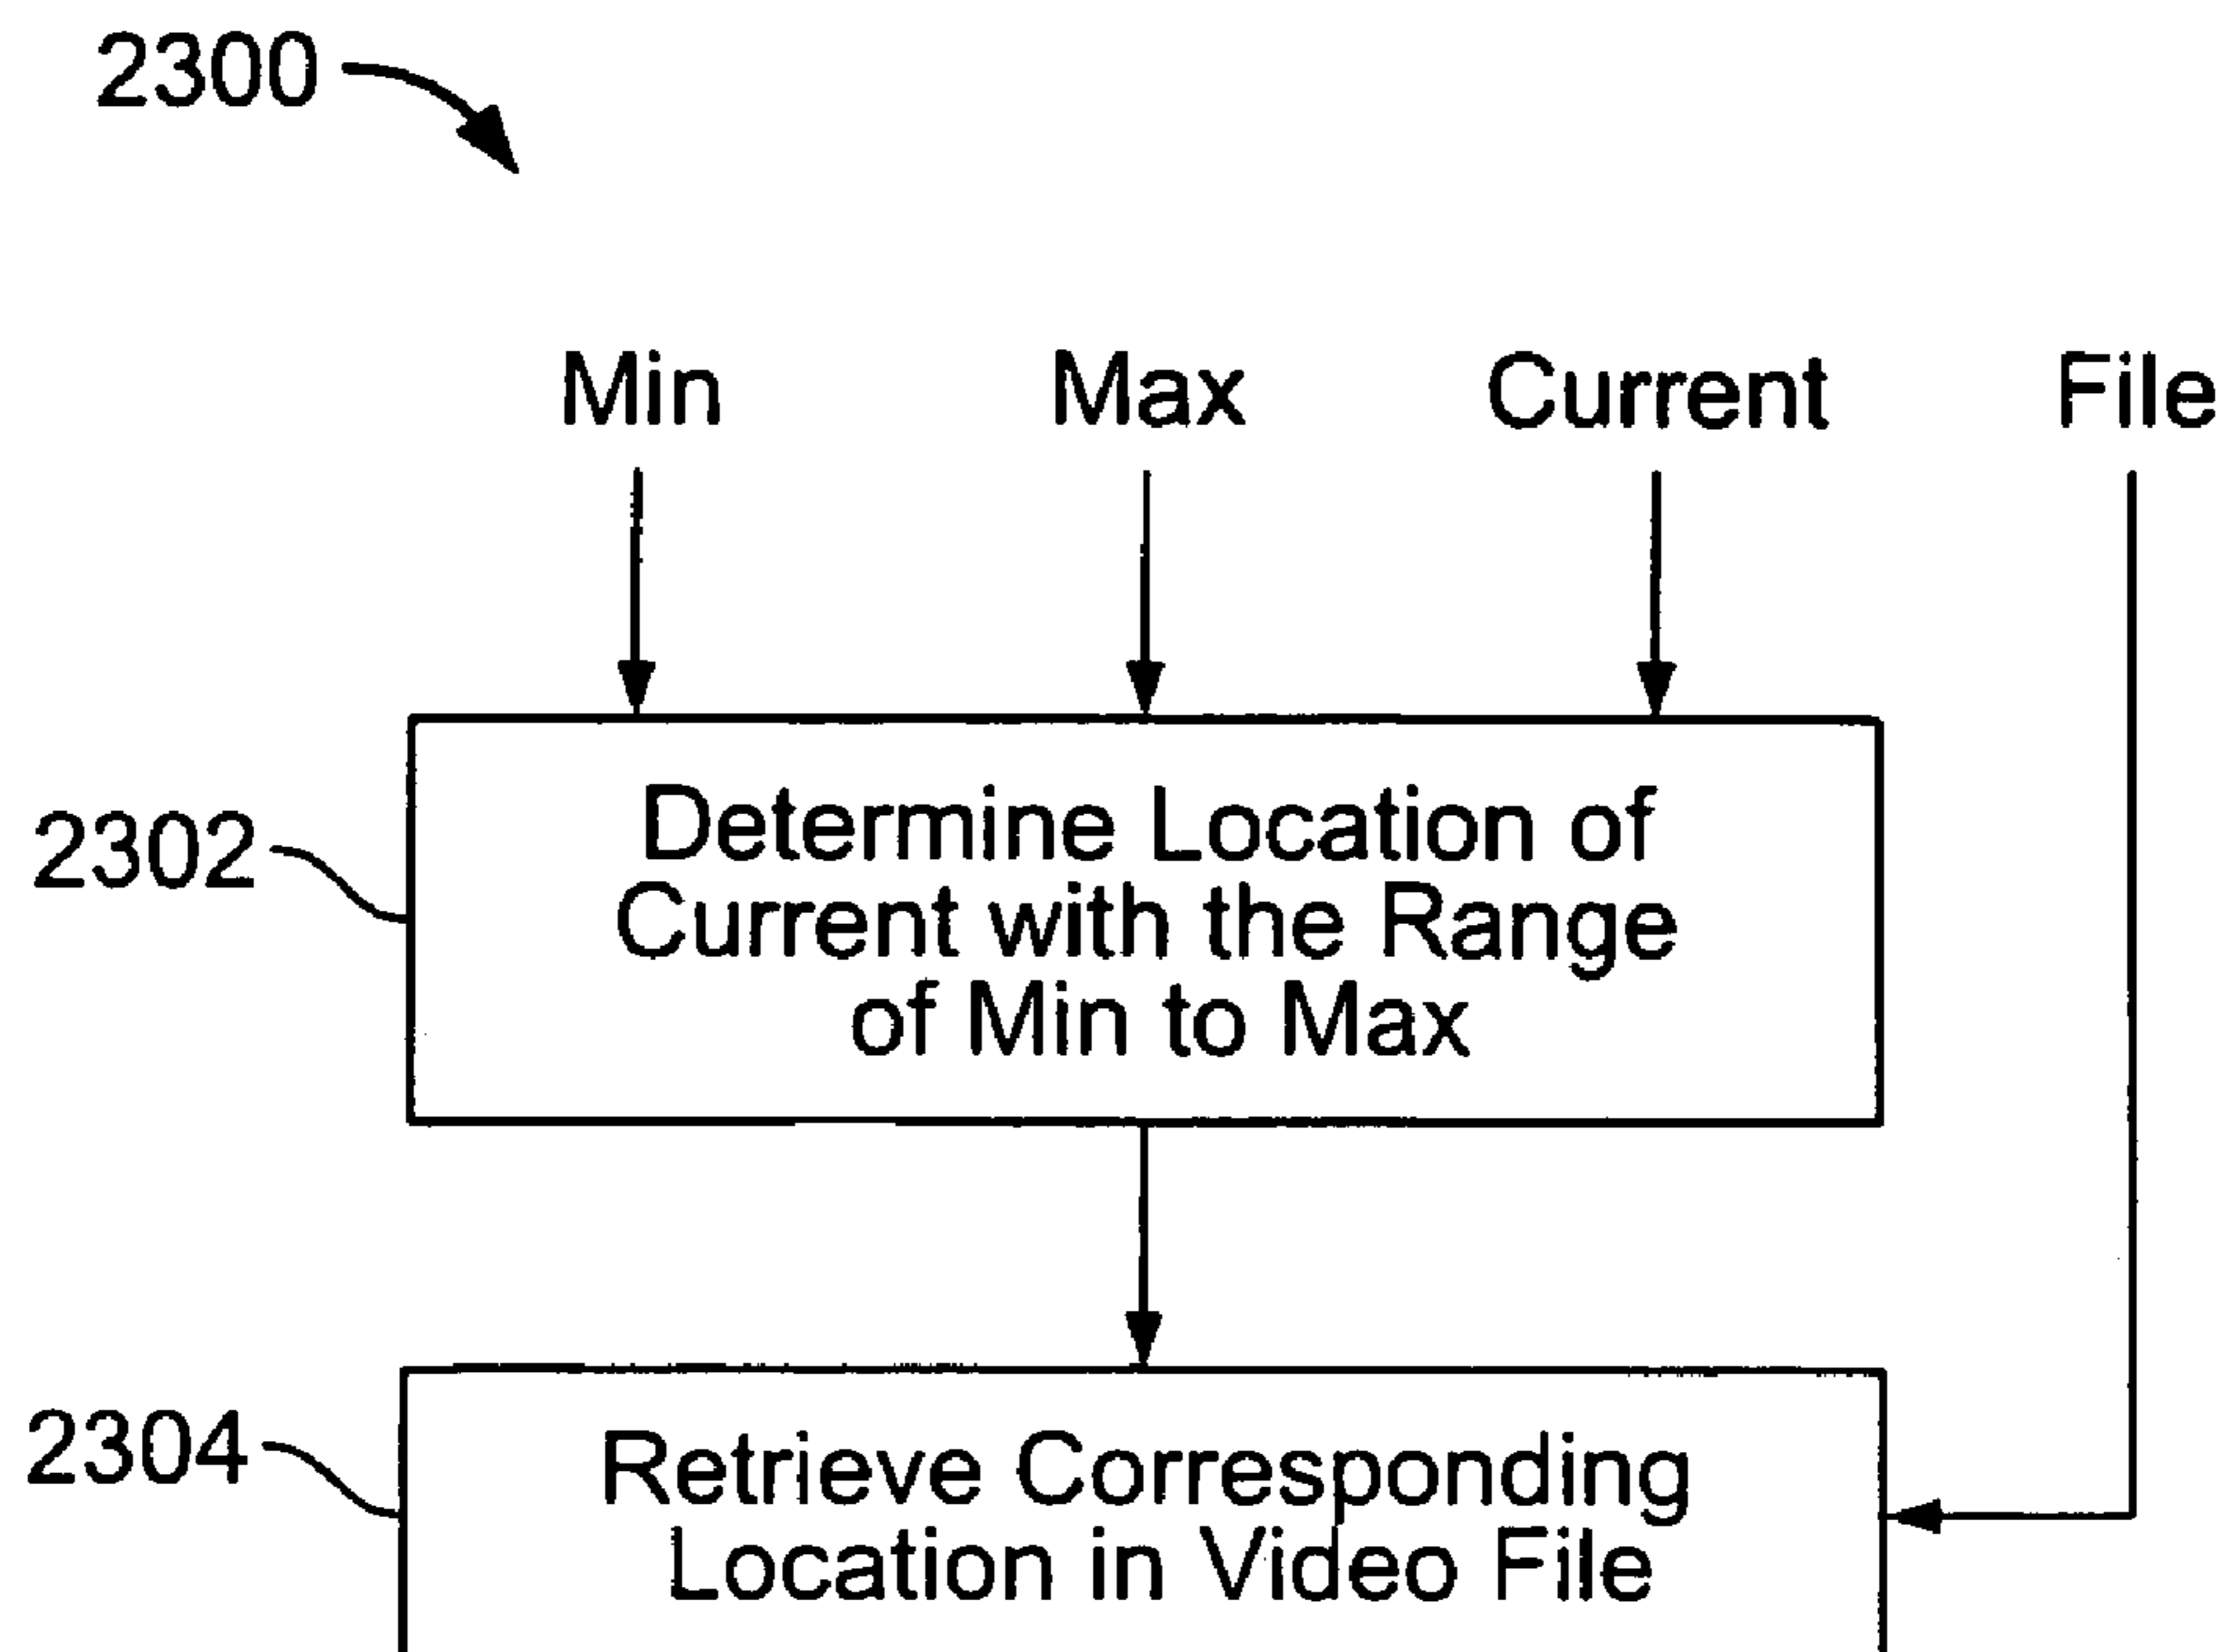 2300
Min Max Current File
2302
Determine Location of
Current with the Range
of Min to Max
2304
Retrieve Corresponding
Location in Video File